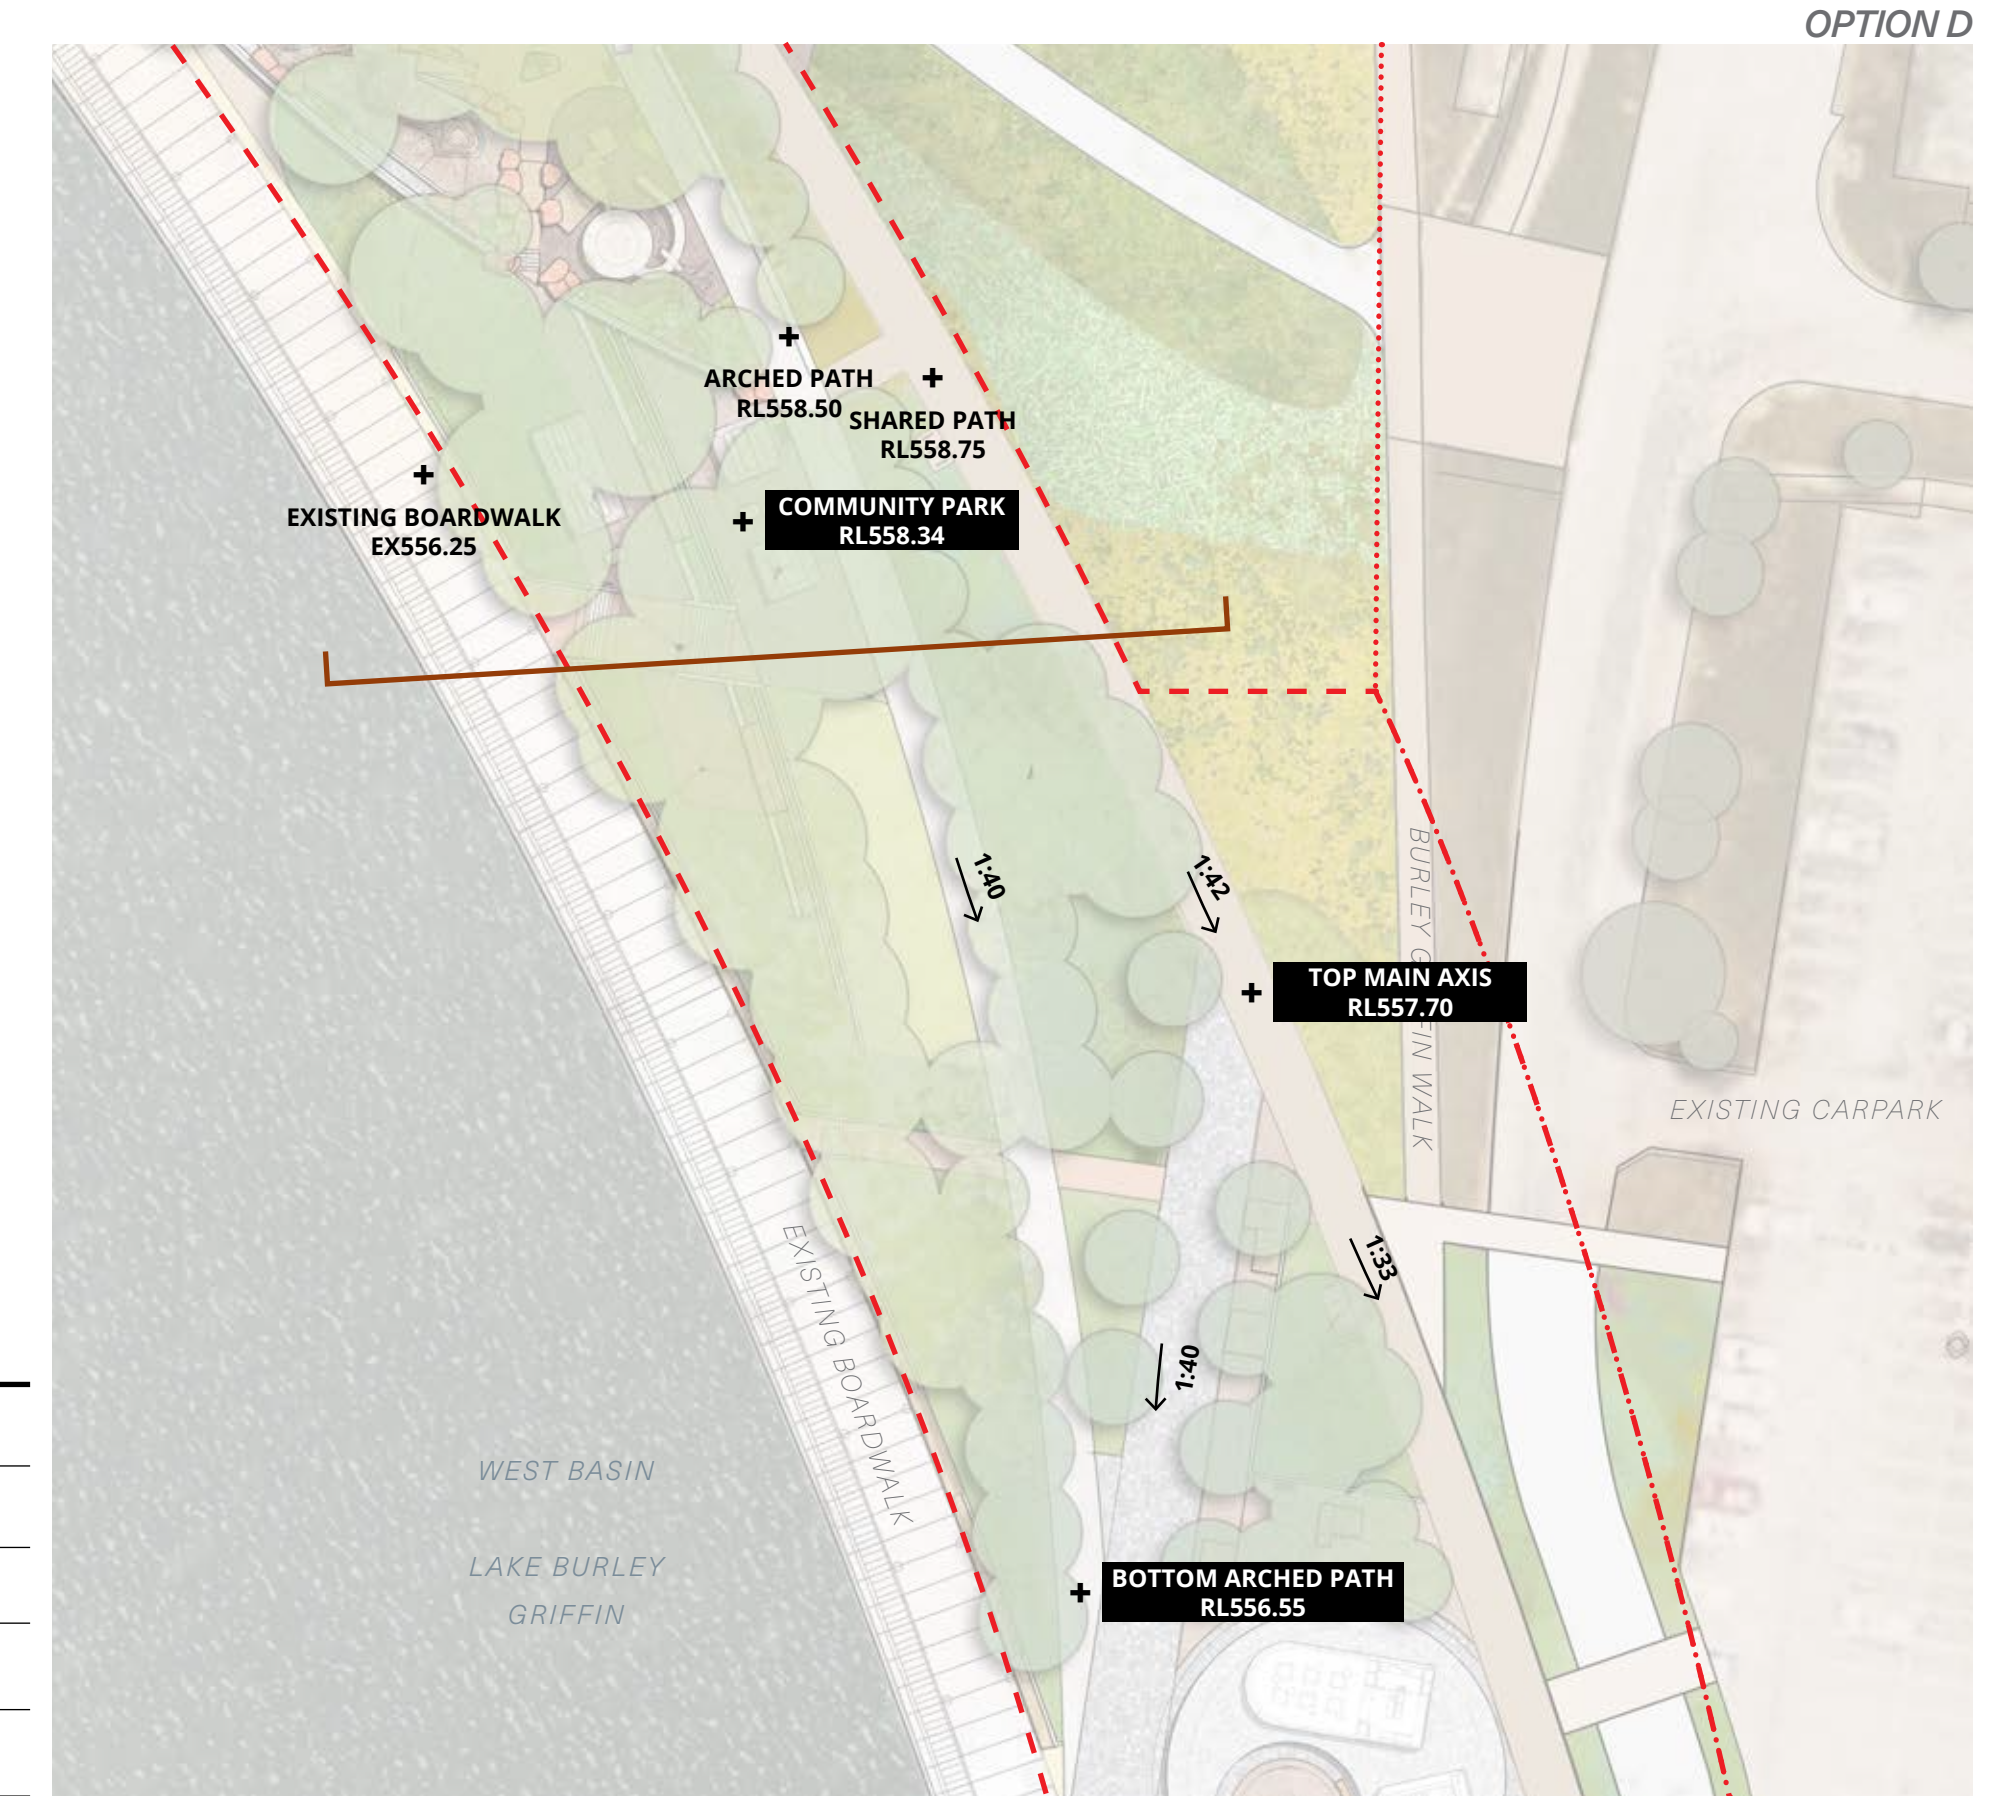 OPTION D
ARCHED PATH
RL558.50
SHARED PATH
RL558.75
EXISTING BOARDWALK
EX556.25
COMMUNITY PARK
RL558.34
1:40
1:42
BURLEY G
FIN WALK
TOP MAIN AXIS
RL557.70
EXISTING CARPARK
EXISTING BOARDWALK
1:33
1:40
WEST BASIN
LAKE BURLEY
GRIFFIN
BOTTOM ARCHED PATH
RL556.55